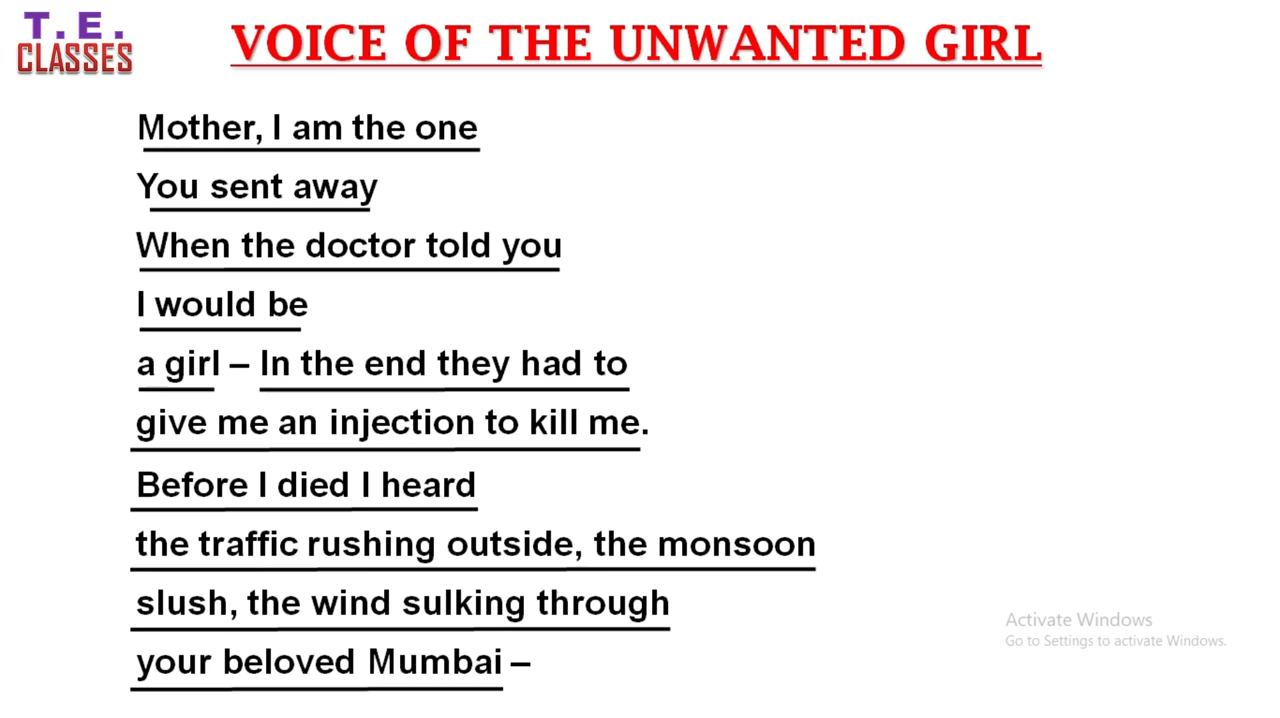 T. E.
CLASSES
VOICE OF THE UNWANTED GIRL
Mother, I am the one
You sent away
When the doctor told you
I would be
a girl – In the end they had to
give me an injection to kill me.
Before I died I heard
the traffic rushing outside, the monsoon
slush, the wind sulking through
your beloved Mumbai –
Activate Windows
Go to Settings to activate Windows.